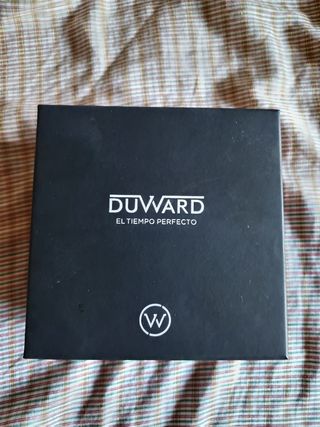 DUWARD
EL TIEMPO PERFECTO
W